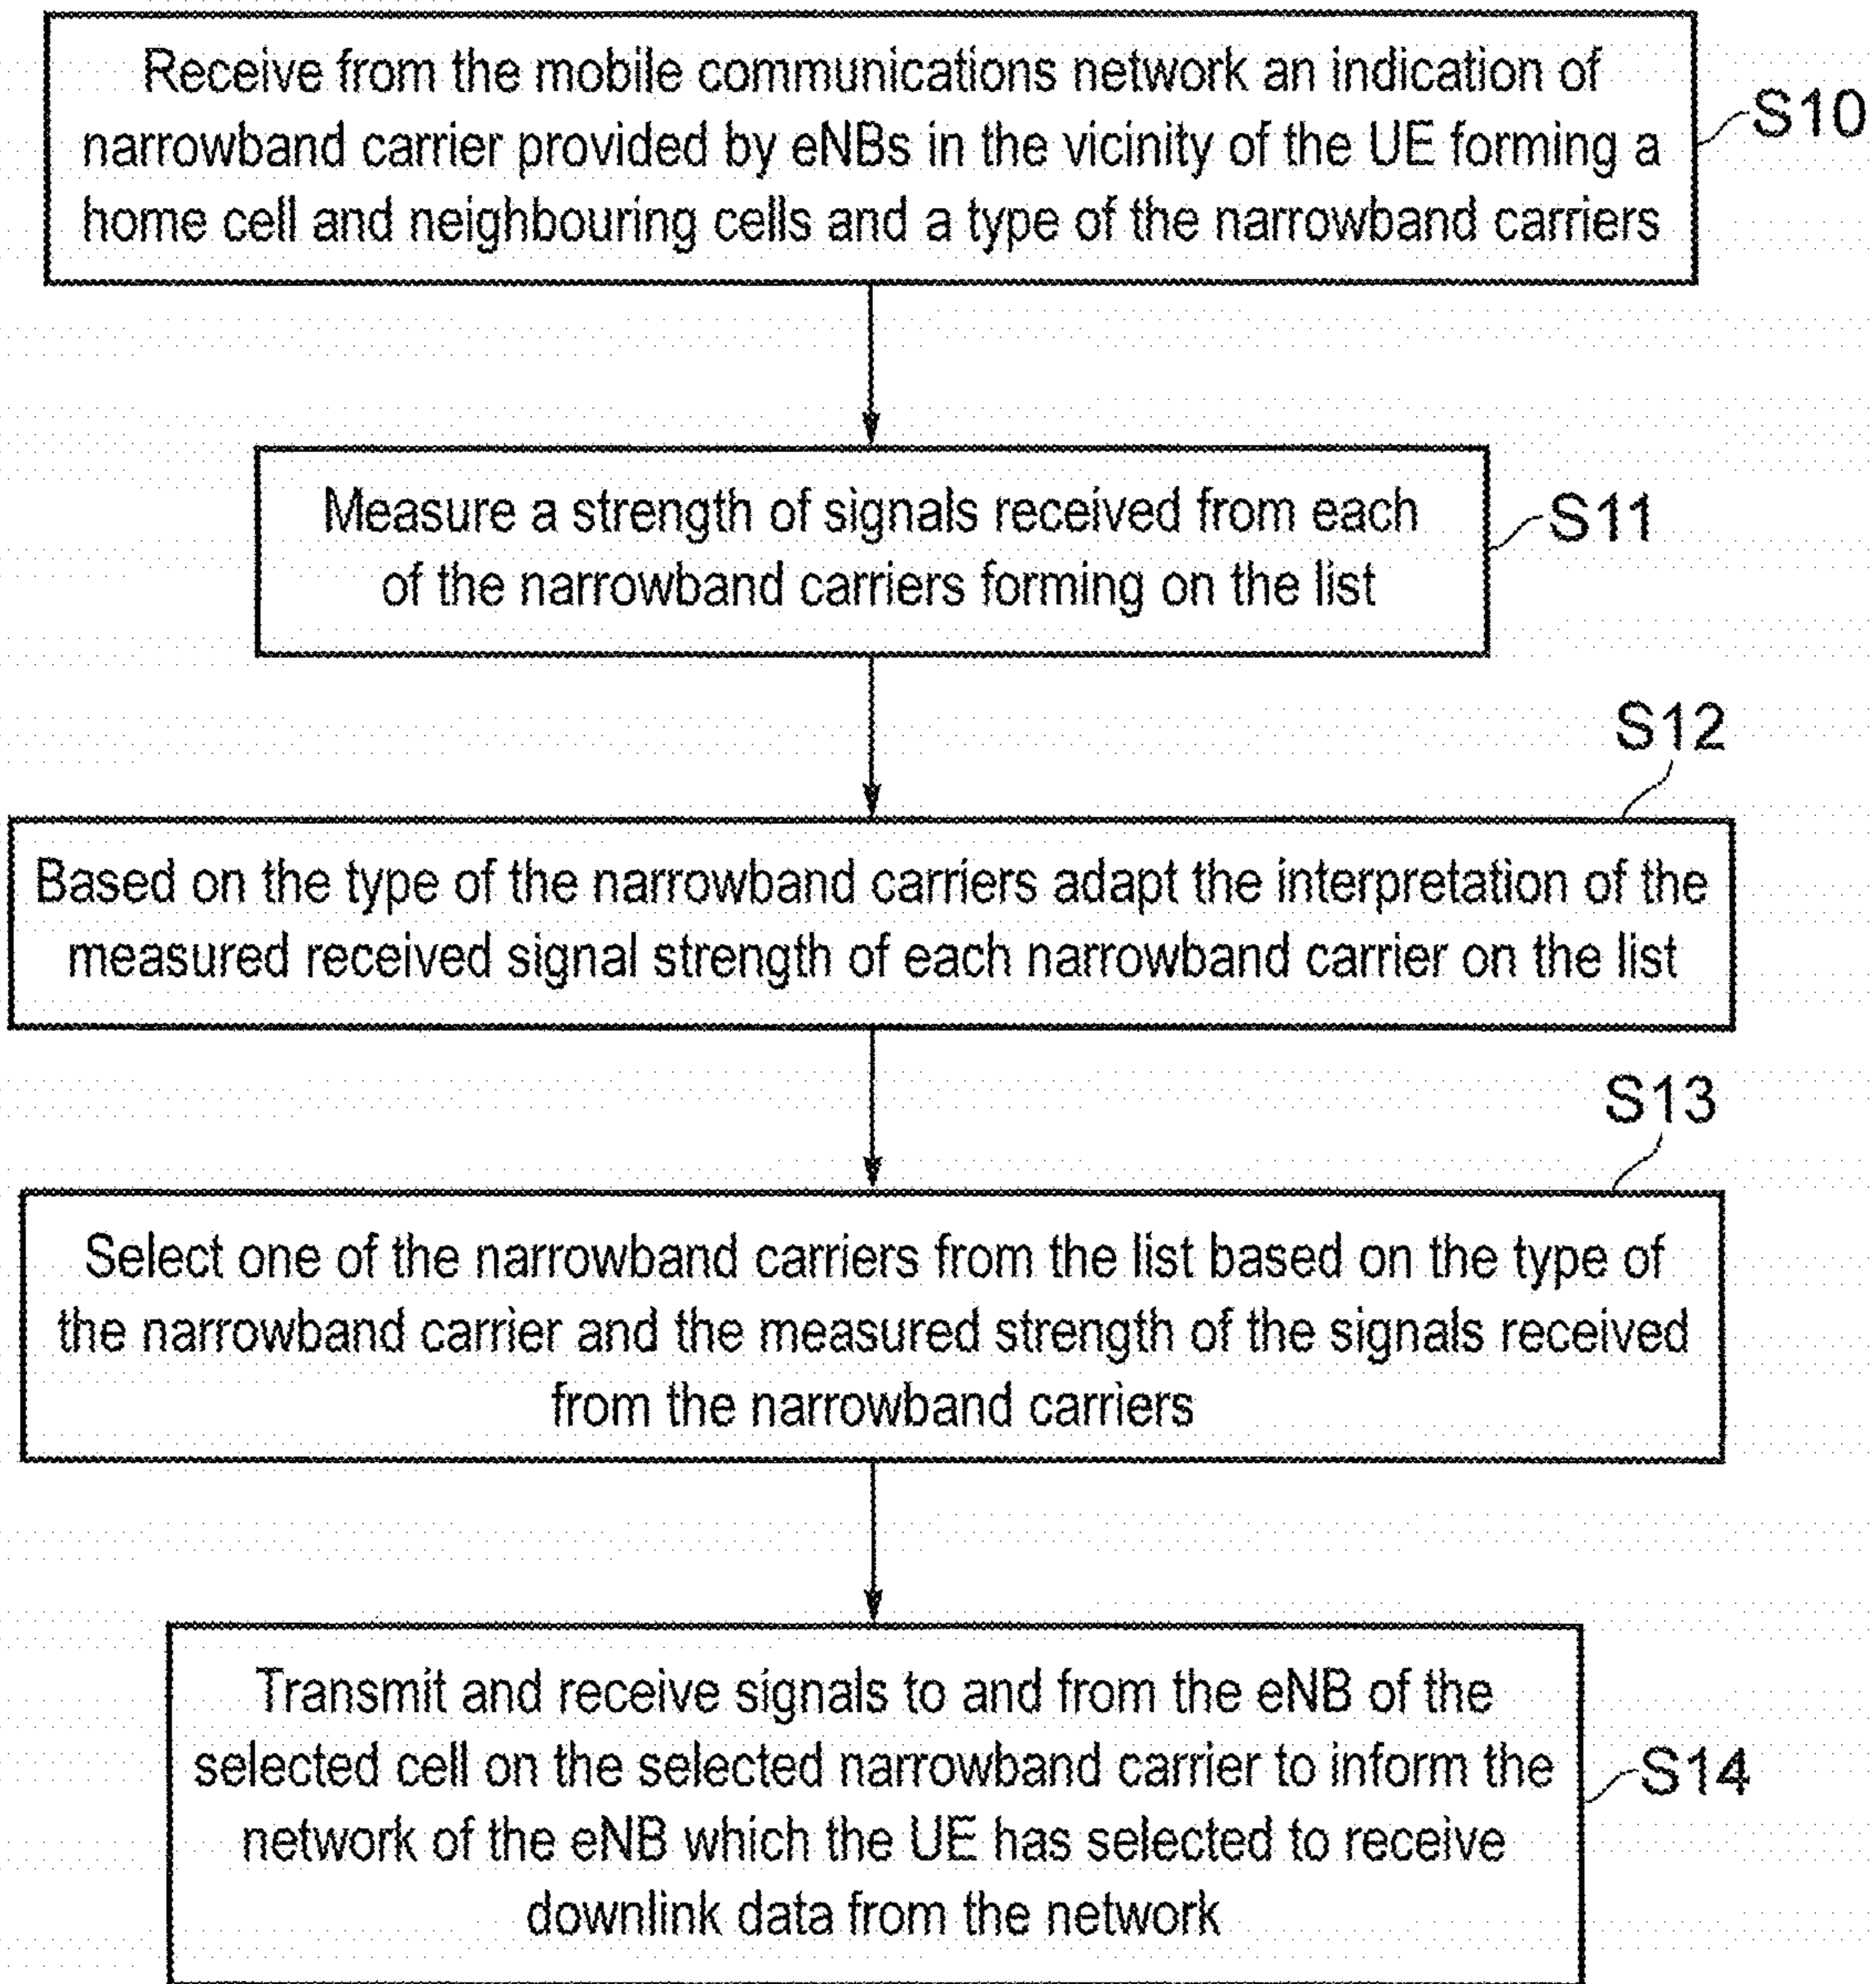 Receive from the mobile communications network an indication of
narrowband carrier provided by eNBs in the vicinity of the UE forming a
home cell and neighbouring cells and a type of the narrowband carriers
S10
Measure a strength of signals received from each
of the narrowband carriers forming on the list
S11
S12
Based on the type of the narrowband carriers adapt the interpretation of the
measured received signal strength of each narrowband carrier on the list
S13
Select one of the narrowband carriers from the list based on the type of
the narrowband carrier and the measured strength of the signals received
from the narrowband carriers
Transmit and receive signals to and from the eNB of the
selected cell on the selected narrowband carrier to inform the
network of the eNB which the UE has selected to receive
downlink data from the network
S14